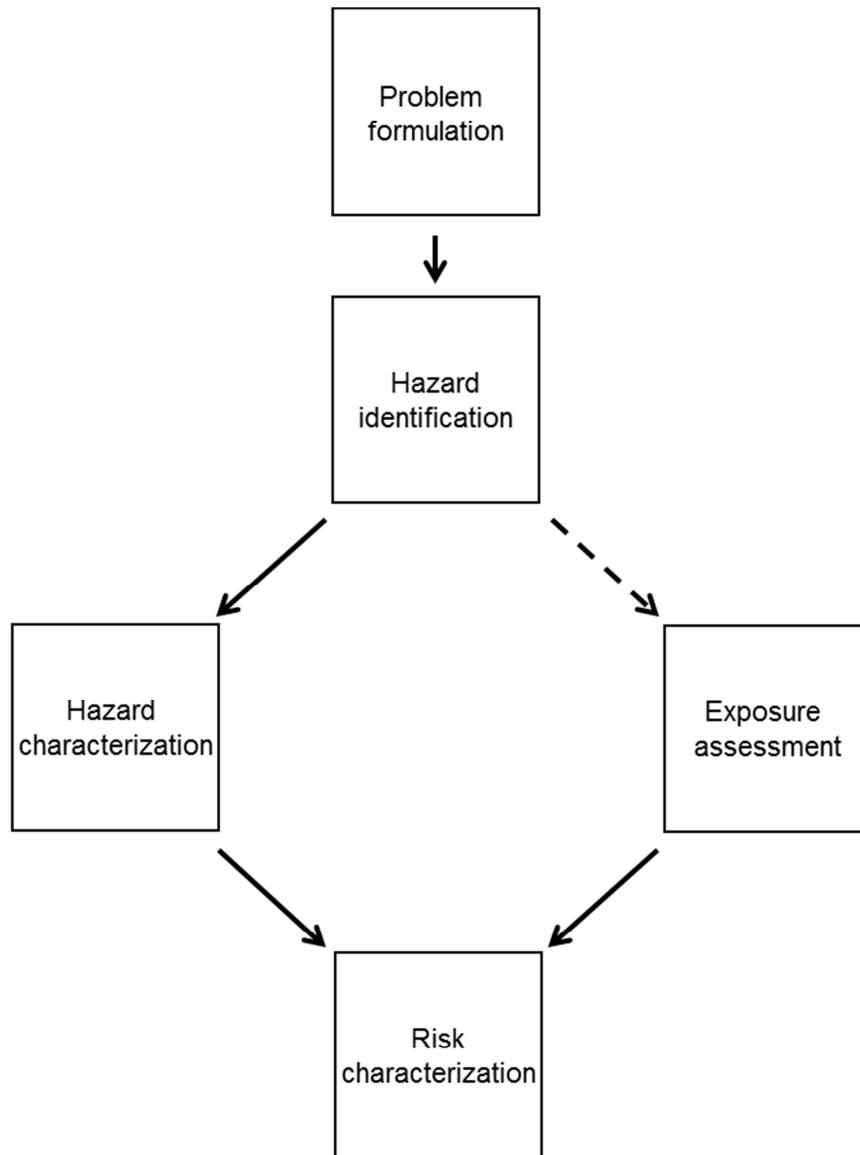 Problem
formulation
Hazard
identification
Hazard
characterization
Exposure
assessment
Risk
characterization